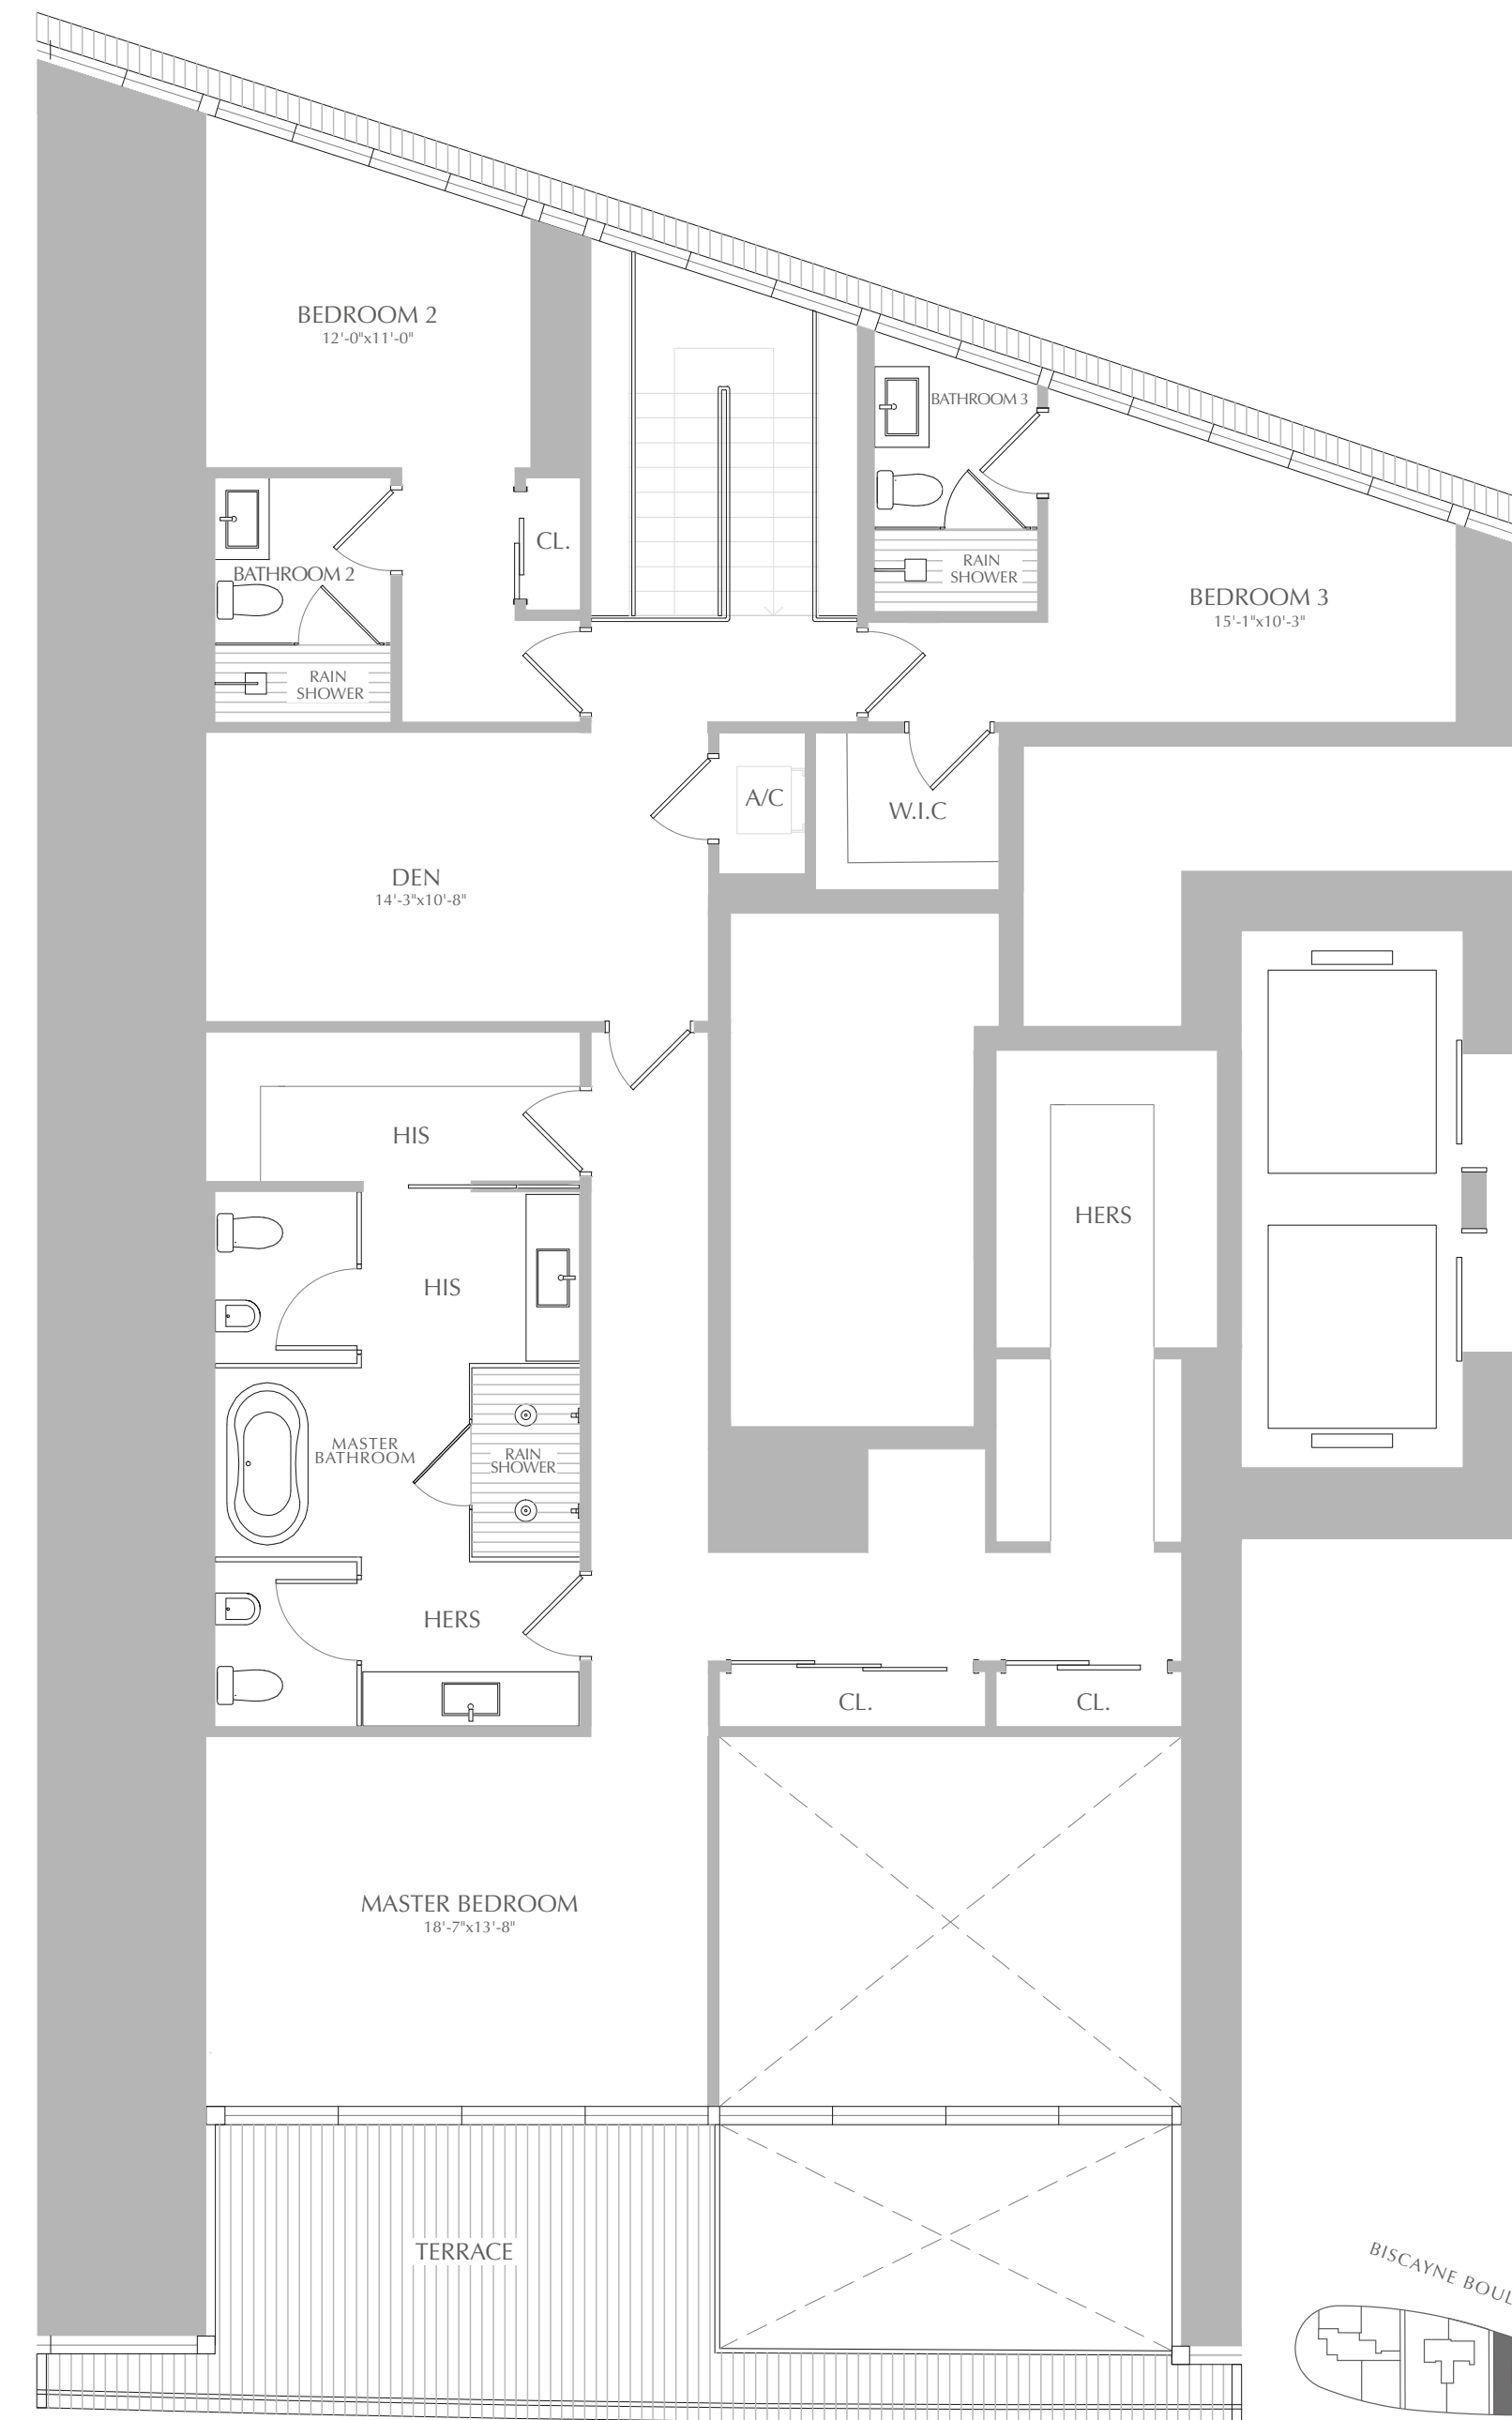 BEDROOM 2
12'-0"x11'-0"
BATHROOM 3
CL.
BATHROOM 2
RAIN
SHOWER
BEDROOM 3
15'-1"x10'-3"
RAIN
SHOWER
A/C
W.I.C
DEN
14'-3"x10'-8"
HIS
HERS
HIS
MASTER
BATHROOM
RAIN
SHOWER
HERS
CL.
CL.
MASTER BEDROOM
18'-7"x13'-8"
TERRACE
BISCAYNE BOUL